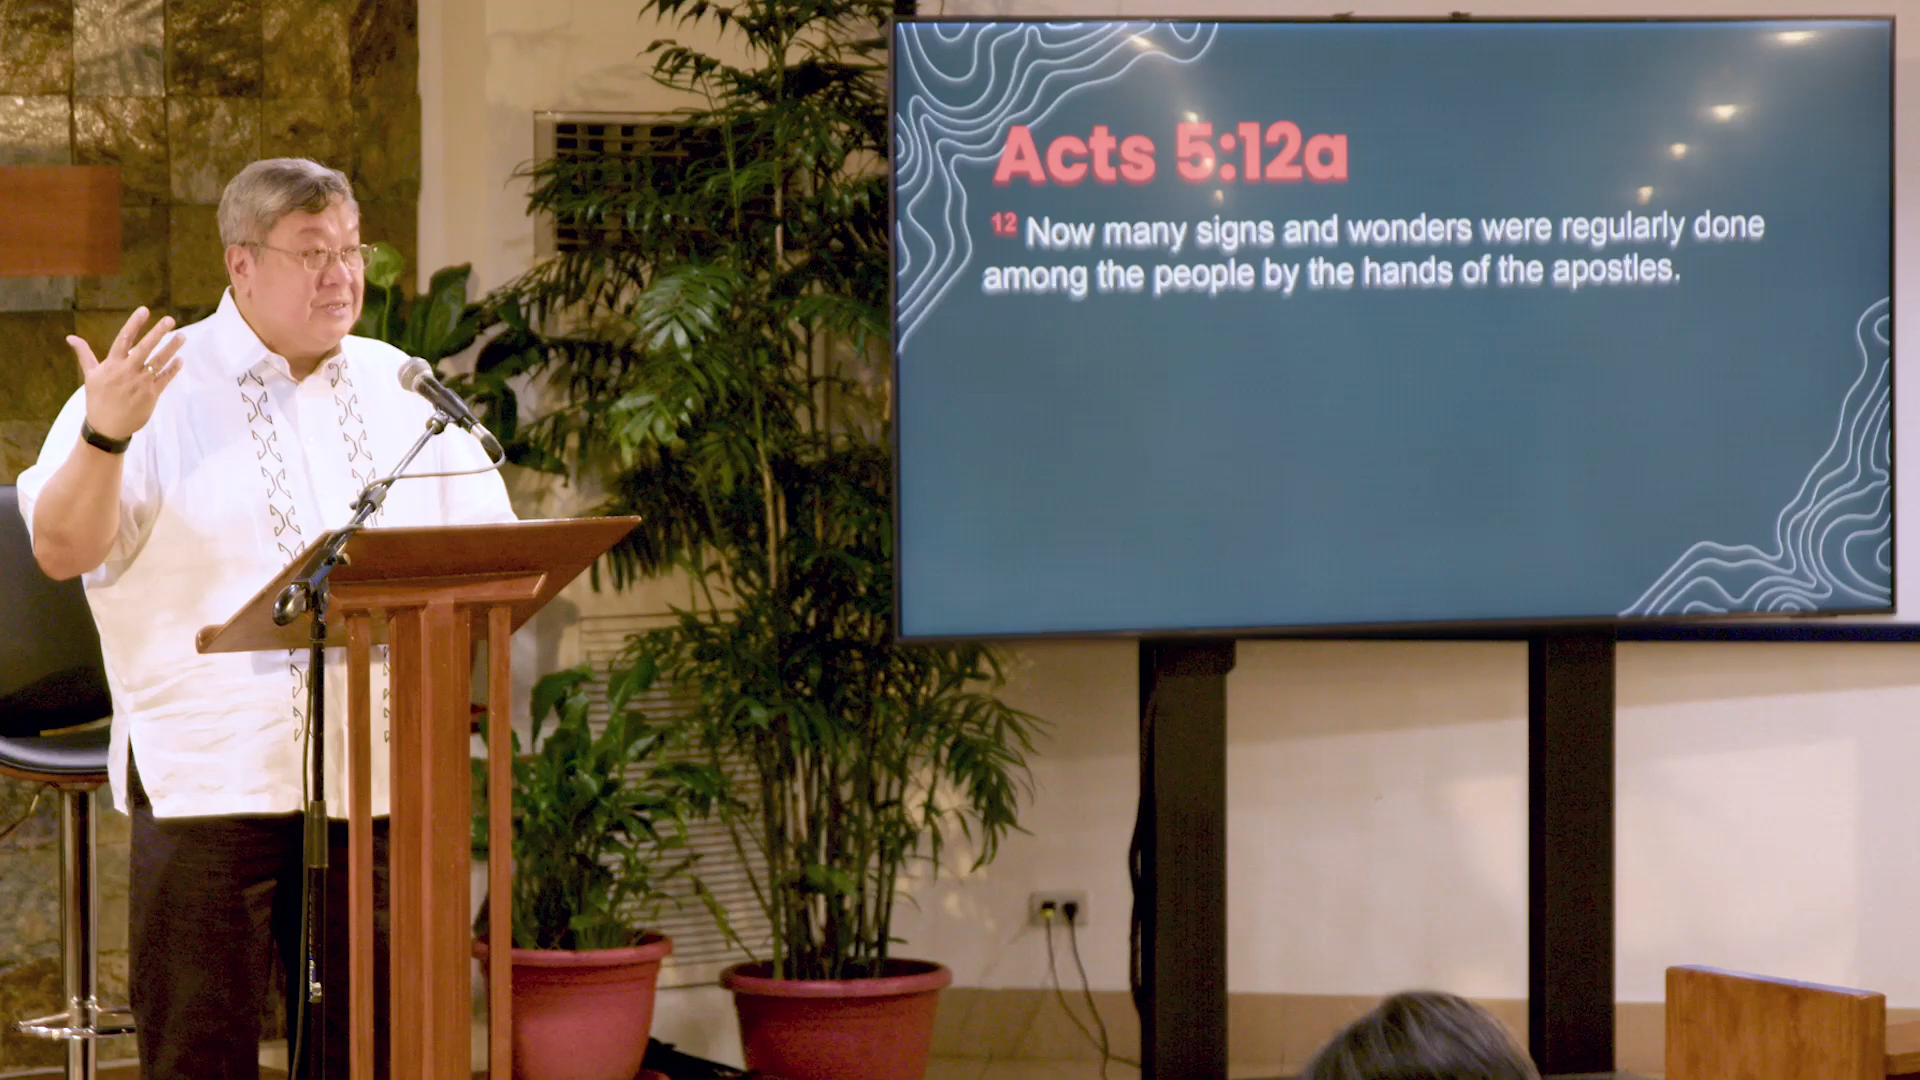 Acts 5:12a
12 Now many signs and wonders were regularly done
among the people by the hands of the apostles.